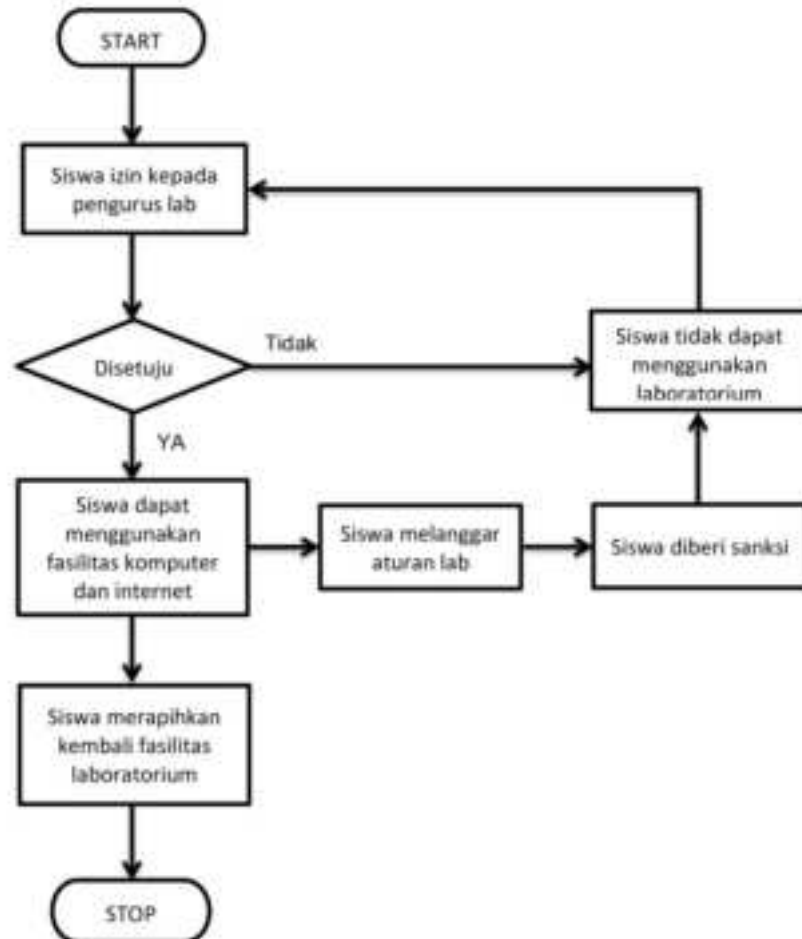 START
Siswa izin kepada
pengurus lab
Disetuju
Tidak
Siswa tidak dapat
menggunakan
laboratorium
YA
Siswa dapat
menggunakan
fasilitas komputer
dan internet
Siswa melanggar
aturan lab
Siswa diberi sanksi
Siswa merapihkan
kembali fasilitas
laboratorium
STOP